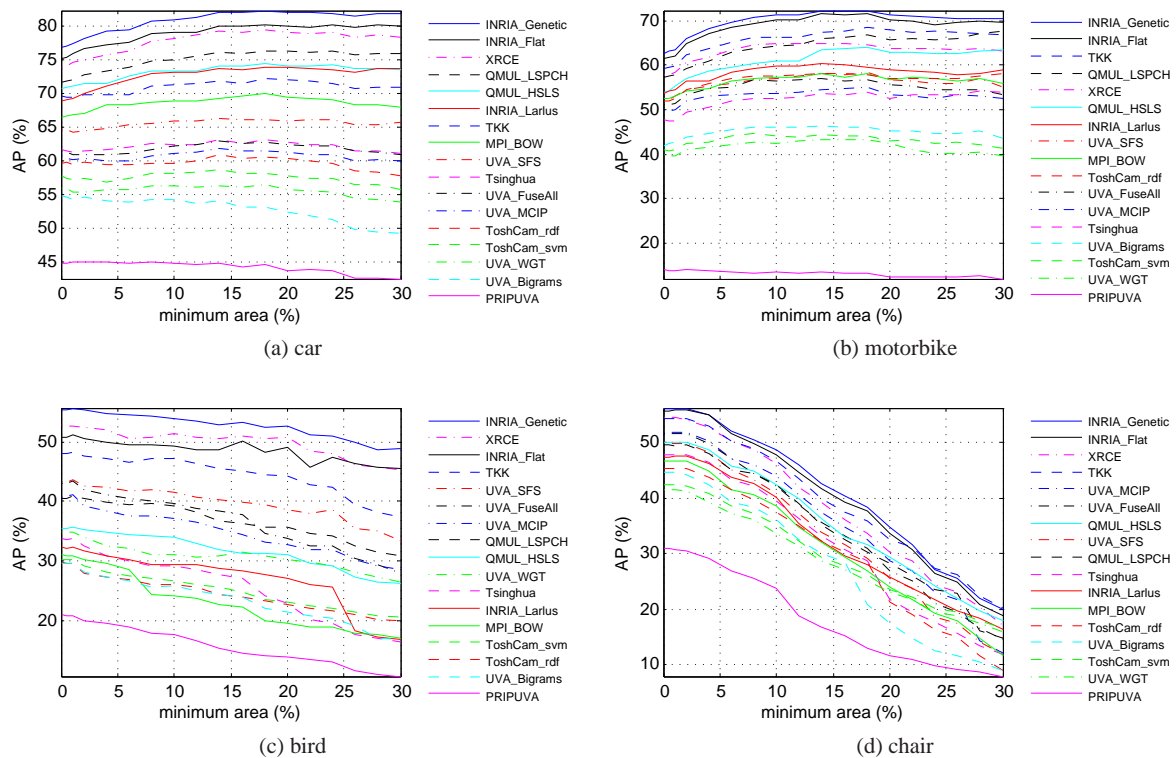 80
75
70
65
60
55
50
45
0 5 10 15 20 25 30
AP (%)
minimum area (%)
INRIA_Genetic
INRIA_Flat
XRCE
QMUL_LSPCH
QMUL_HSLS
INRIA_Larlus
TKK
MPI_BOW
UVA_SFS
Tsinghua
UVA_FuseAll
UVA_MCIP
ToshCam_rdf
ToshCam_svm
UVA_WGT
UVA_Bigrams
PRIPUVA
(a) car
70
60
50
40
30
20
0 5 10 15 20 25 30
AP (%)
minimum area (%)
INRIA_Genetic
INRIA_Flat
TKK
QMUL_LSPCH
XRCE
QMUL_HSLS
INRIA_Larlus
UVA_SFS
MPI_BOW
ToshCam_rdf
UVA_FuseAll
UVA_MCIP
Tsinghua
UVA_Bigrams
ToshCam_svm
UVA_WGT
PRIPUVA
(b) motorbike
50
40
30
20
0 5 10 15 20 25 30
AP (%)
minimum area (%)
INRIA_Genetic
XRCE
INRIA_Flat
TKK
UVA_SFS
UVA_FuseAll
UVA_MCIP
QMUL_LSPCH
QMUL_HSLS
UVA_WGT
Tsinghua
INRIA_Larlus
MPI_BOW
ToshCam_svm
ToshCam_rdf
UVA_Bigrams
PRIPUVA
(c) bird
50
40
30
20
10
0 5 10 15 20 25 30
AP (%)
minimum area (%)
INRIA_Genetic
INRIA_Flat
XRCE
TKK
UVA_MCIP
UVA_FuseAll
QMUL_HSLS
UVA_SFS
QMUL_LSPCH
Tsinghua
INRIA_Larlus
MPI_BOW
ToshCam_rdf
UVA_Bigrams
ToshCam_svm
UVA_WGT
PRIPUVA
(d) chair